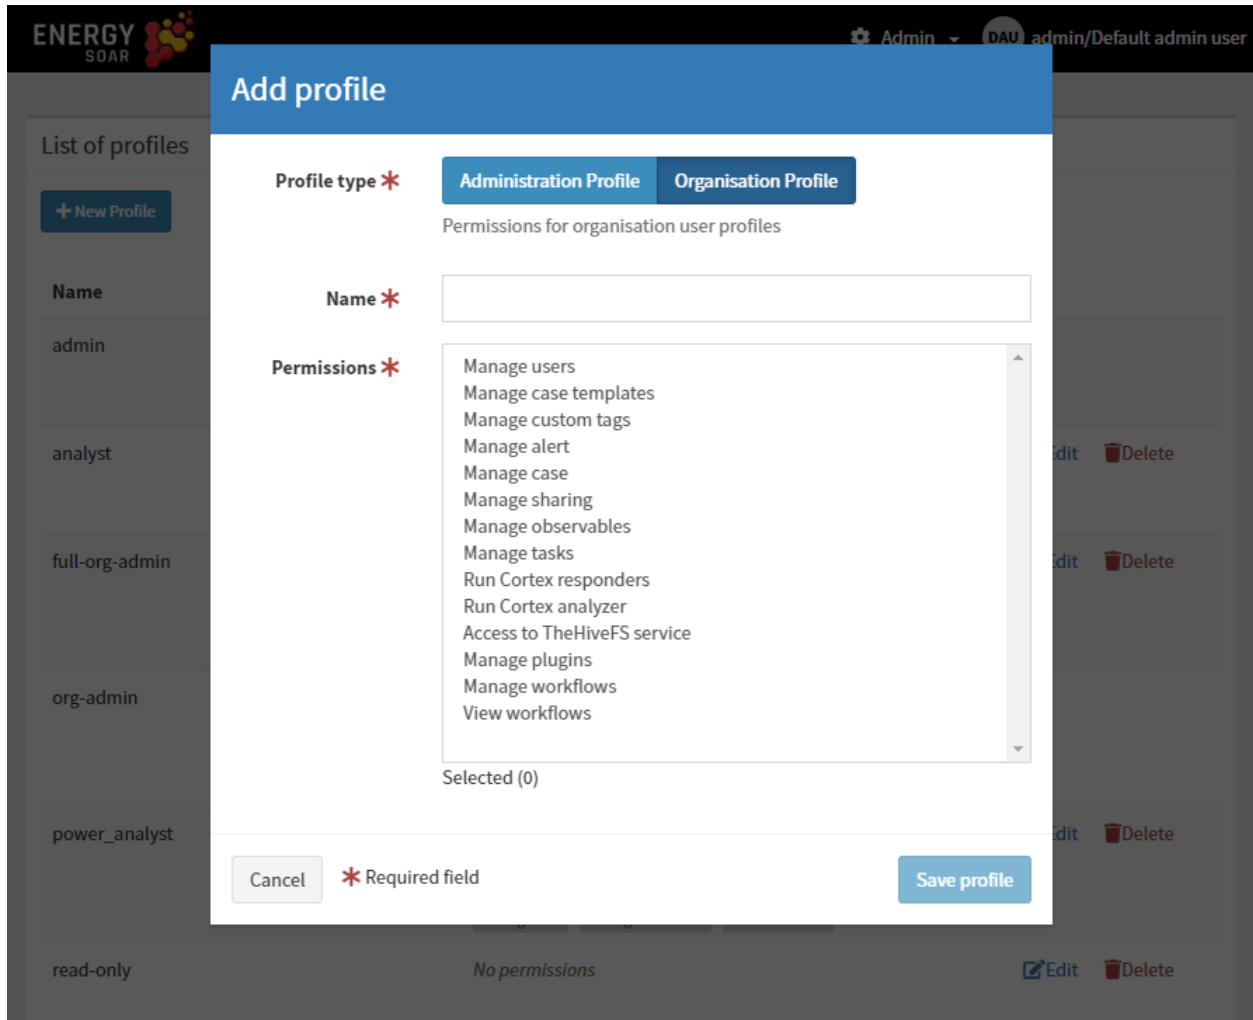 ENERGY
SOAR
Admin
DAU admin/Default admin user
Add profile
List of profiles
Profile type
Administration Profile Organisation Profile
New Profile
Permissions for organisation user profiles
Name
Name
admin
Permissions
Manage users
Manage case templates
Manage custom tags
Manage alert
Manage case
Manage sharing
Manage observables
Manage tasks
Run Cortex responders
Run Cortex analyzer
Access to TheHiveFS service
Manage plugins
Manage workflows
View workflows
Selected (0)
analyst
Edit Delete
full-org-admin
Edit Delete
org-admin
power_analyst
Edit Delete
Cancel
Required field
Save profile
read-only
No permissions
Edit Delete